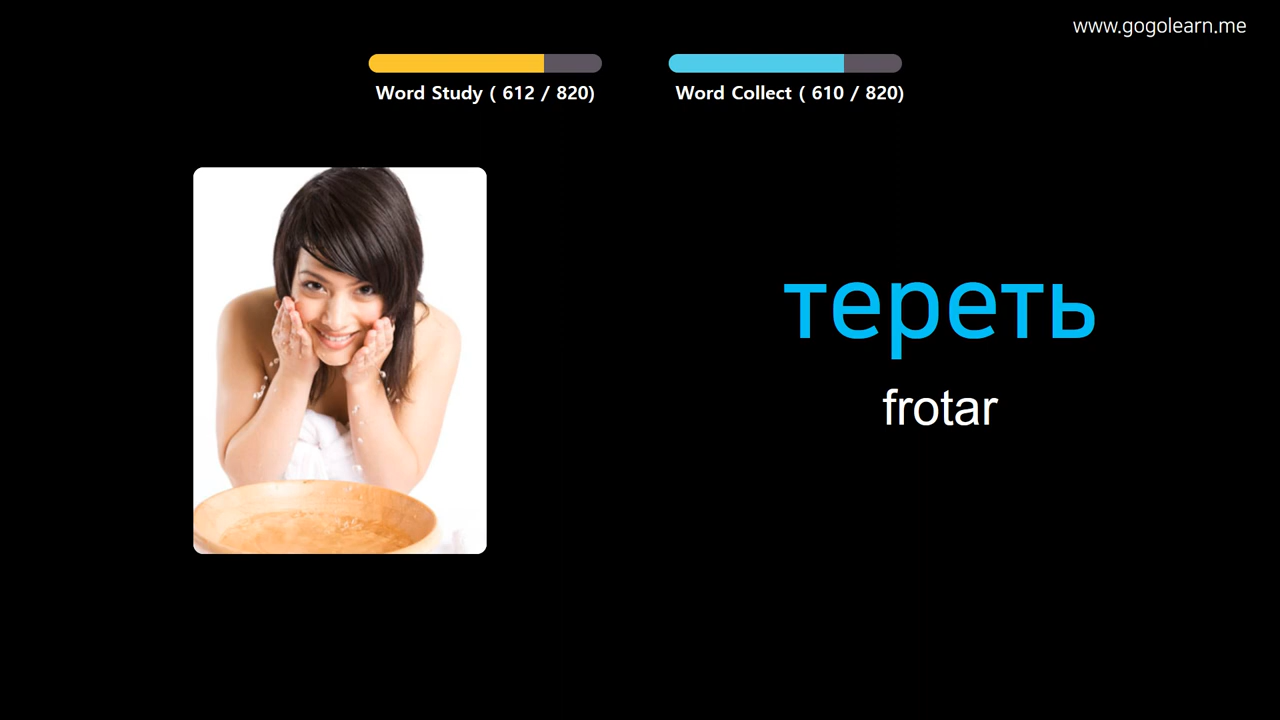 www.gogolearn.me
Word Study ( 612 / 820)
Word Collect ( 610 / 820)
тереть
frotar